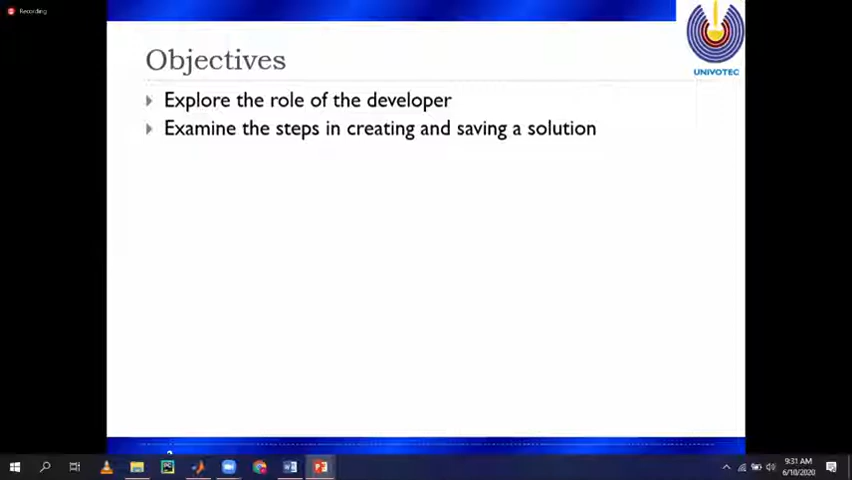 Recording
Objectives
Explore the role of the developer
Examine the steps in creating and saving a solution
UNIVOTEC
9:31 AM
6/10/2020